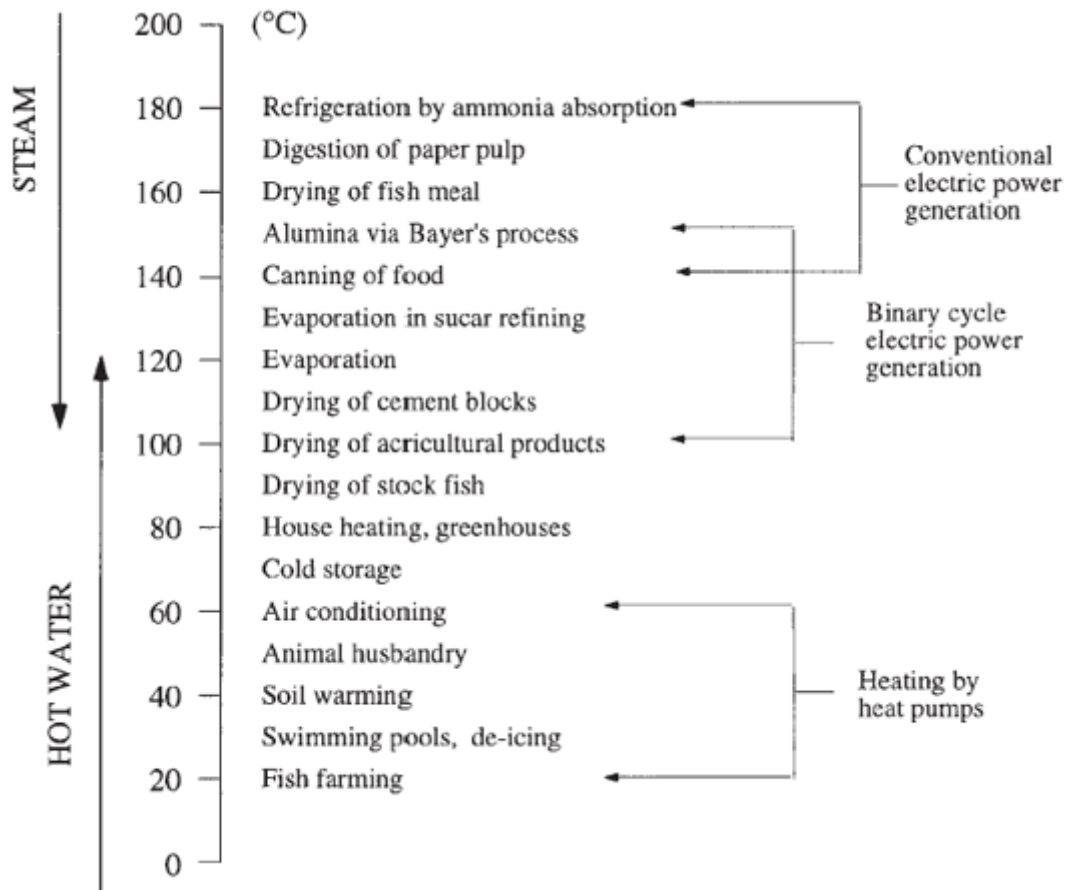 200 (°C)
180 Refrigeration by ammonia absorption
Digestion of paper pulp
160 Drying of fish meal
Alumina via Bayer's process
140 Canning of food
Evaporation in sucar refining
120 Evaporation
Drying of cement blocks
100 Drying of acricultural products
Drying of stock fish
80 House heating, greenhouses
Cold storage
60 Air conditioning
Animal husbandry
40 Soil warming
Swimming pools, de-icing
20 Fish farming
0
STEAM
HOT WATER
Conventional
electric power
generation
Binary cycle
electric power
generation
Heating by
heat pumps